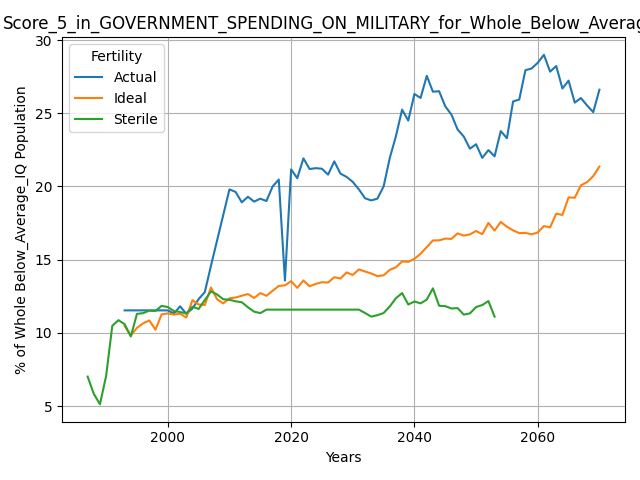 Score_5_in_GOVERNMENT_SPENDING_ON_MILITARY_for_Whole_Below_Averag
Fertility
Actual
Ideal
Sterile
% of Whole Below_Average_IQ Population
30
25
20
15
10
5
2000
2020
2040
2060
Years